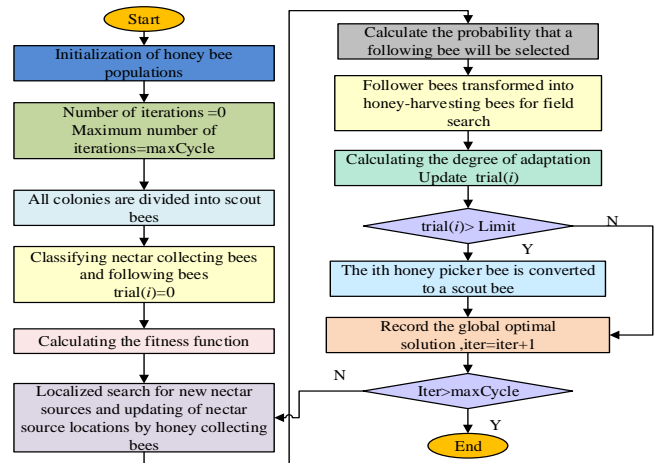 Start
Initialization of honey bee
populations
Number of iterations =0
Maximum number of
iterations=maxCycle
All colonies are divided into scout
bees
Classifying nectar collecting bees
and following bees
trial(i)=0
Calculating the fitness function
Localized search for new nectar
sources and updating of nectar
source locations by honey collecting
bees
Calculate the probability that a
following bee will be selected
Follower bees transformed into
honey-harvesting bees for field
search
Calculating the degree of adaptation
Update trial(i)
trial(i)> Limit
N
Y
The ith honey picker bee is converted
to a scout bee
Record the global optimal
solution ,iter=iter+1
N
Iter>maxCycle
Y
End